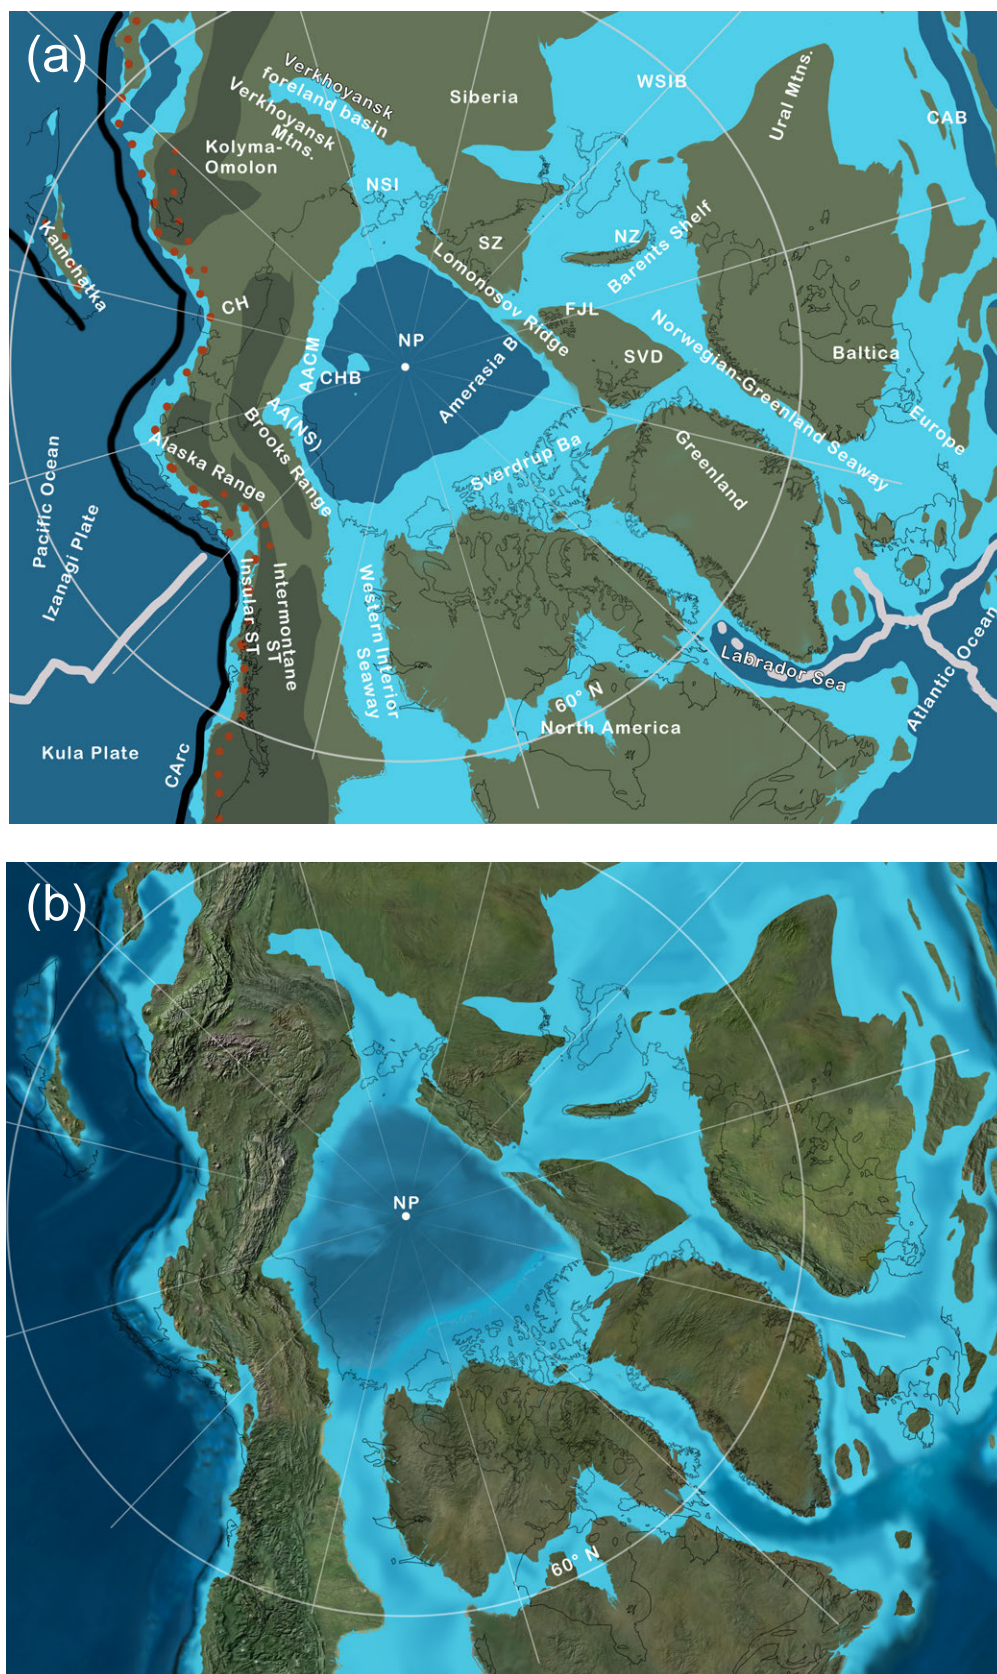 (a)
Verkhoyansk
foreland basin
Verkhoyansk
Mtns.
Siberia
WSIB
Ural Mtns.
CAB
Kolyma-
Omolon
NSI
SZ
NZ
Barents Shelf
Kamchatka
CH
Lomonosov Ridge
FJL
NP
AACM
CHB
Amerasia B
SVD
Norwegian-Greenland Seaway
Baltica
Europe
AA(NS)
Brooks Range
Alaska Range
Sverdrup Ba
Greenland
Pacific Ocean
Izanagi Plate
Insular ST
Intermontane
ST
Western Interior
Seaway
Labrador Sea
Atlantic Ocean
60° N
North America
Kula Plate
CArc
(b)
NP
60° N